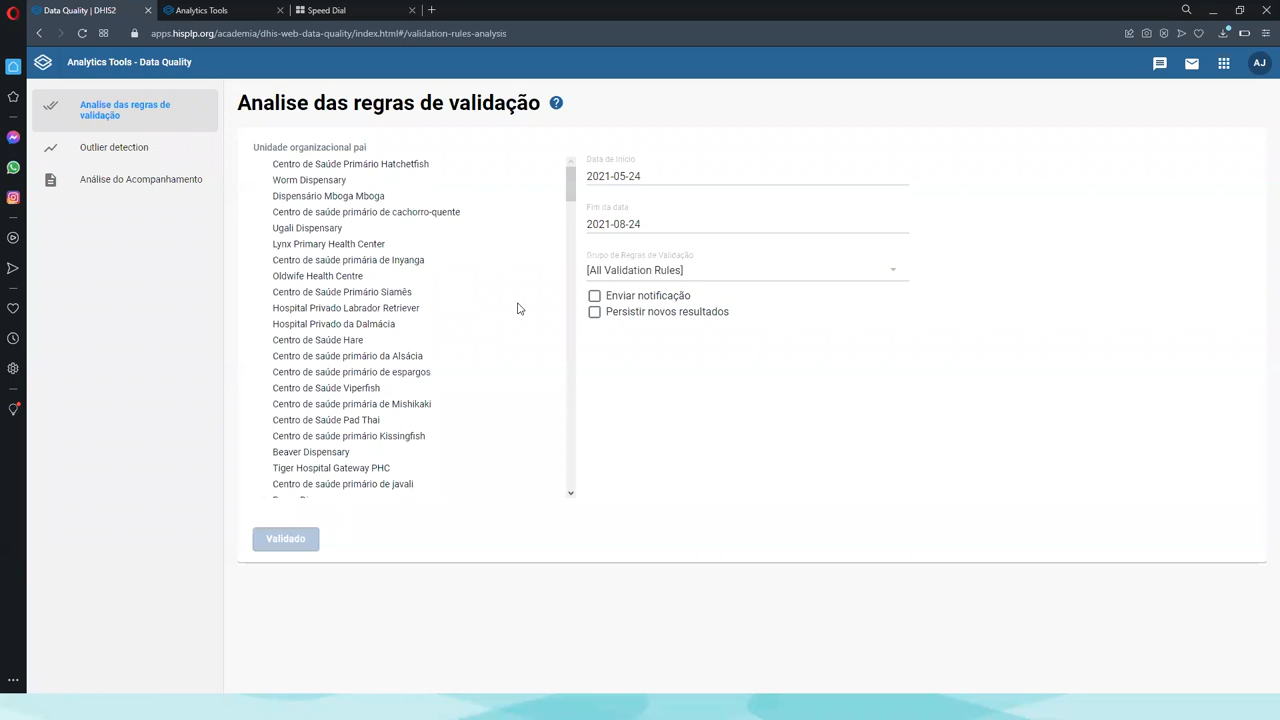 Data Quality | DHIS2
Analytics Tools
Speed Dial
apps.hisplp.org/academia/dhis-web-data-quality/index.html#/validation-rules-analysis
Analytics Tools - Data Quality
AJ
Analise das regras de
validação
Outlier detection
Análise do Acompanhamento
Analise das regras de validação
Unidade organizacional pai
Centro de Saúde Primário Hatchetfish
Worm Dispensary
Dispensário Mboga Mboga
Centro de saúde primário de cachorro-quente
Ugali Dispensary
Lynx Primary Health Center
Centro de saúde primária de Inyanga
Oldwife Health Centre
Centro de Saúde Primário Siamês
Hospital Privado Labrador Retriever
Hospital Privado da Dalmácia
Centro de Saúde Hare
Centro de saúde primário da Alsácia
Centro de saúde primário de espargos
Centro de Saúde Viperfish
Centro de saúde primária de Mishikaki
Centro de Saúde Pad Thai
Centro de saúde primário Kissingfish
Beaver Dispensary
Tiger Hospital Gateway PHC
Centro de saúde primário de javali
Data de Início
2021-05-24
Fim da data
2021-08-24
Grupo de Regras de Validação
[All Validation Rules]
Enviar notificação
Persistir novos resultados
Validado